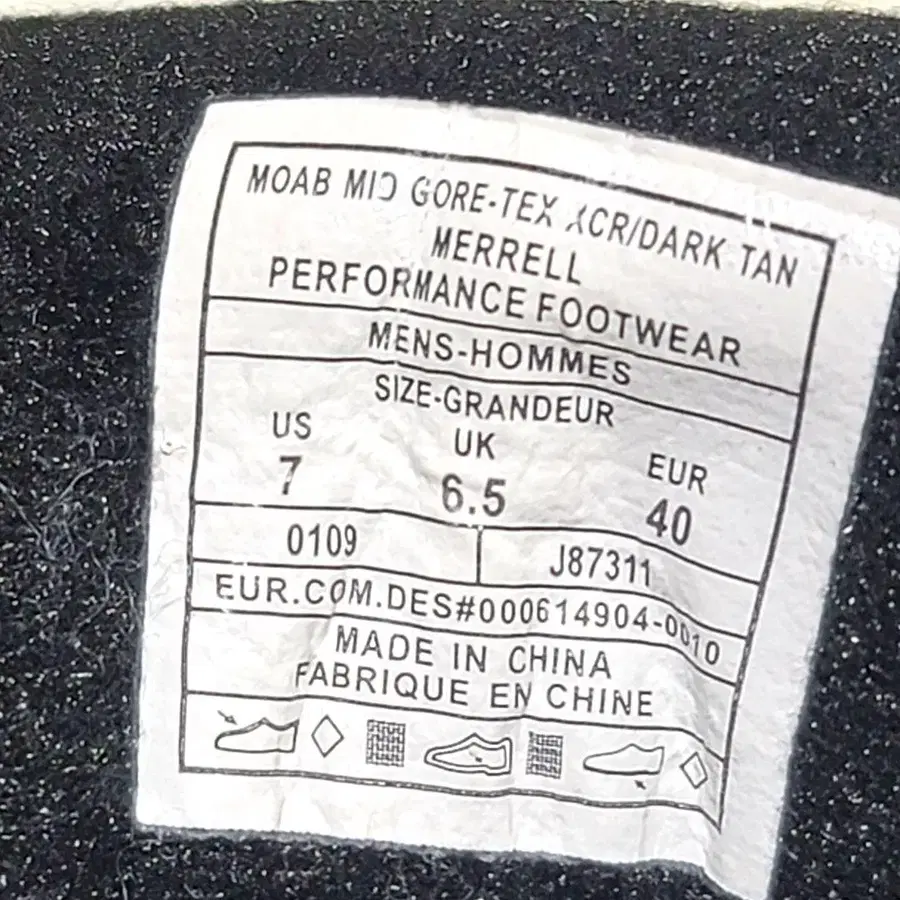 MOAB MID GORE-TEX XCR/DARK TAN
MERRELL
PERFORMANCE FOOTWEAR
MENS-HOMMES
SIZE-GRANDEUR
US UK EUR
7 6.5 40
0109 J87311
EUR.COM.DES#000614904-0010
MADE IN CHINA
FABRIQUE EN CHINE